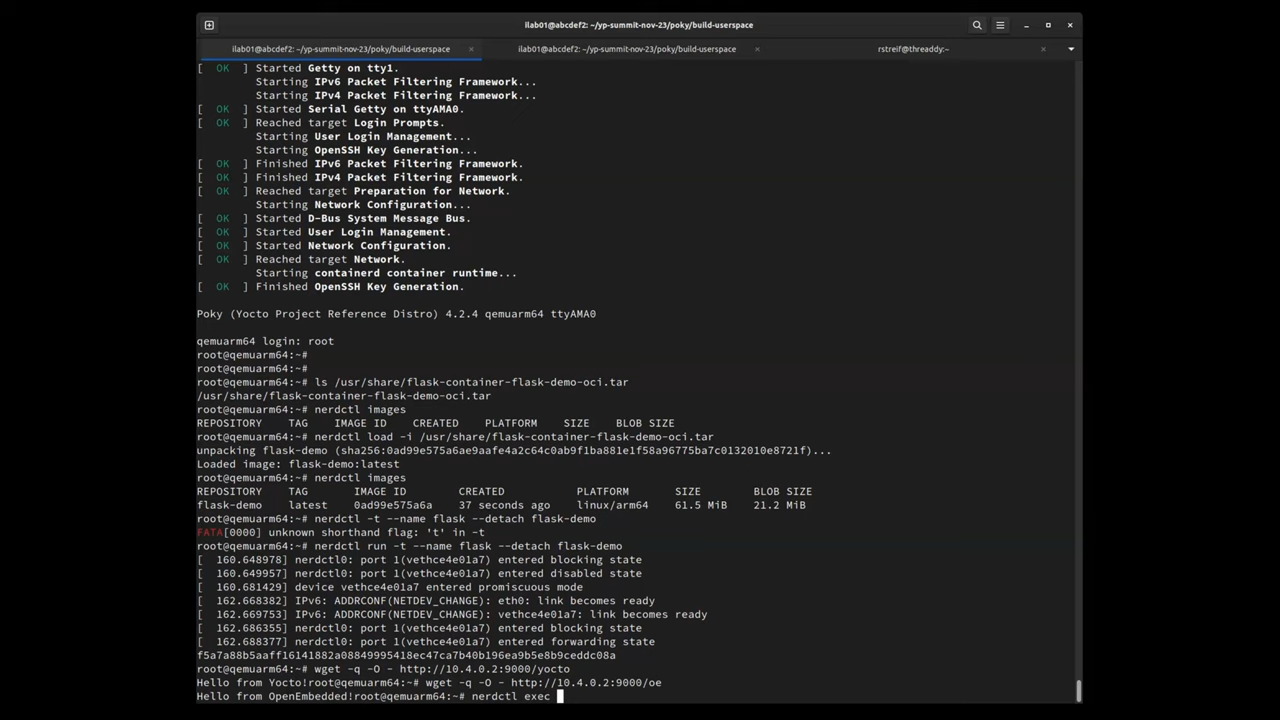 ilab01@abcdef2: ~/yp-summit-nov-23/poky/build-userspace
ilab01@abcdef2: ~/yp-summit-nov-23/poky/build-userspace × ilab01@abcdef2: ~/yp-summit-nov-23/poky/build-userspace × rstreif@threaddy:~ ×
[  OK  ] Started Getty on tty1.
Starting IPv6 Packet Filtering Framework...
Starting IPv4 Packet Filtering Framework...
[  OK  ] Started Serial Getty on ttyAMA0.
[  OK  ] Reached target Login Prompts.
Starting User Login Management...
Starting OpenSSH Key Generation...
[  OK  ] Finished IPv6 Packet Filtering Framework.
[  OK  ] Finished IPv4 Packet Filtering Framework.
[  OK  ] Reached target Preparation for Network.
Starting Network Configuration...
[  OK  ] Started D-Bus System Message Bus.
[  OK  ] Started User Login Management.
[  OK  ] Started Network Configuration.
[  OK  ] Reached target Network.
Starting containerd container runtime...
[  OK  ] Finished OpenSSH Key Generation.
Poky (Yocto Project Reference Distro) 4.2.4 qemuarm64 ttyAMA0
qemuarm64 login: root
root@qemuarm64:~#
root@qemuarm64:~#
root@qemuarm64:~# ls /usr/share/flask-container-flask-demo-oci.tar
/usr/share/flask-container-flask-demo-oci.tar
root@qemuarm64:~# nerdctl images
REPOSITORY    TAG    IMAGE ID    CREATED    PLATFORM    SIZE    BLOB SIZE
root@qemuarm64:~# nerdctl load -i /usr/share/flask-container-flask-demo-oci.tar
unpacking flask-demo (sha256:0ad99e575a6ae9aafe4a2c64c0ab9f1ba881e1f58a96775ba7c0132010e8721f)...
Loaded image: flask-demo:latest
root@qemuarm64:~# nerdctl images
REPOSITORY    TAG       IMAGE ID        CREATED           PLATFORM       SIZE        BLOB SIZE
flask-demo    latest    0ad99e575a6a    37 seconds ago    linux/arm64    61.5 MiB    21.2 MiB
root@qemuarm64:~# nerdctl -t --name flask --detach flask-demo
FATA[0000] unknown shorthand flag: 't' in -t
root@qemuarm64:~# nerdctl run -t --name flask --detach flask-demo
[  160.648978] nerdctl0: port 1(vethce4e01a7) entered blocking state
[  160.649957] nerdctl0: port 1(vethce4e01a7) entered disabled state
[  160.681429] device vethce4e01a7 entered promiscuous mode
[  162.668382] IPv6: ADDRCONF(NETDEV_CHANGE): eth0: link becomes ready
[  162.669753] IPv6: ADDRCONF(NETDEV_CHANGE): vethce4e01a7: link becomes ready
[  162.686355] nerdctl0: port 1(vethce4e01a7) entered blocking state
[  162.688377] nerdctl0: port 1(vethce4e01a7) entered forwarding state
f5a7a88b5aaff16141882a0884995418ec47ca7b40b196ea9b5e8b9ceddc08a
root@qemuarm64:~# wget -q -O - http://10.4.0.2:9000/yocto
Hello from Yocto!root@qemuarm64:~# wget -q -O - http://10.4.0.2:9000/oe
Hello from OpenEmbedded!root@qemuarm64:~# nerdctl exec